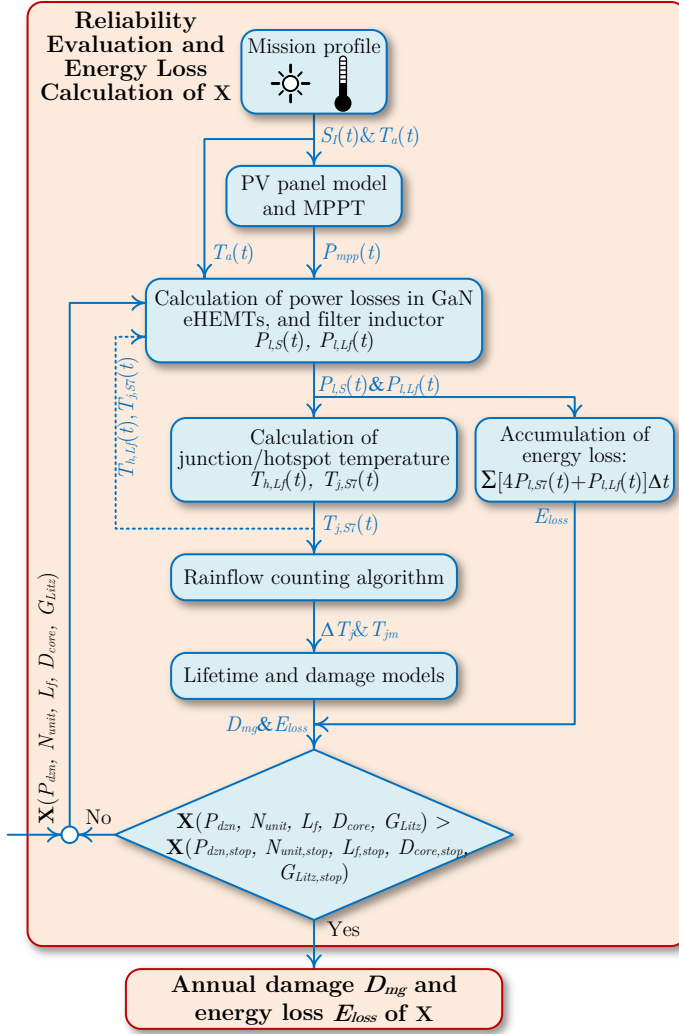 Reliability
Evaluation and
Energy Loss
Calculation of X
Mission profile
S_I(t)& T_a(t)
PV panel model
and MPPT
T_a(t)
P_mpp(t)
Calculation of power losses in GaN
eHEMTs, and filter inductor
P_l,S(t), P_l,Lf(t)
T_h,Lf(t), T_j,S7(t)
P_l,S(t)&P_l,Lf(t)
Calculation of
junction/hotspot temperature
T_h,Lf(t), T_j,S7(t)
Accumulation of
energy loss:
Σ[4P_l,S7(t)+P_l,Lf(t)]Δt
T_j,S7(t)
E_loss
Rainflow counting algorithm
ΔT_j& T_jm
Lifetime and damage models
D_mg&E_loss
X(P_dzn, N_unit, L_f, D_core, G_Litz)
X(P_dzn, N_unit, L_f, D_core, G_Litz) >
X(P_dzn,stop, N_unit,stop, L_f,stop, D_core,stop,
G_Litz,stop)
No
Yes
Annual damage D_mg and
energy loss E_loss of X